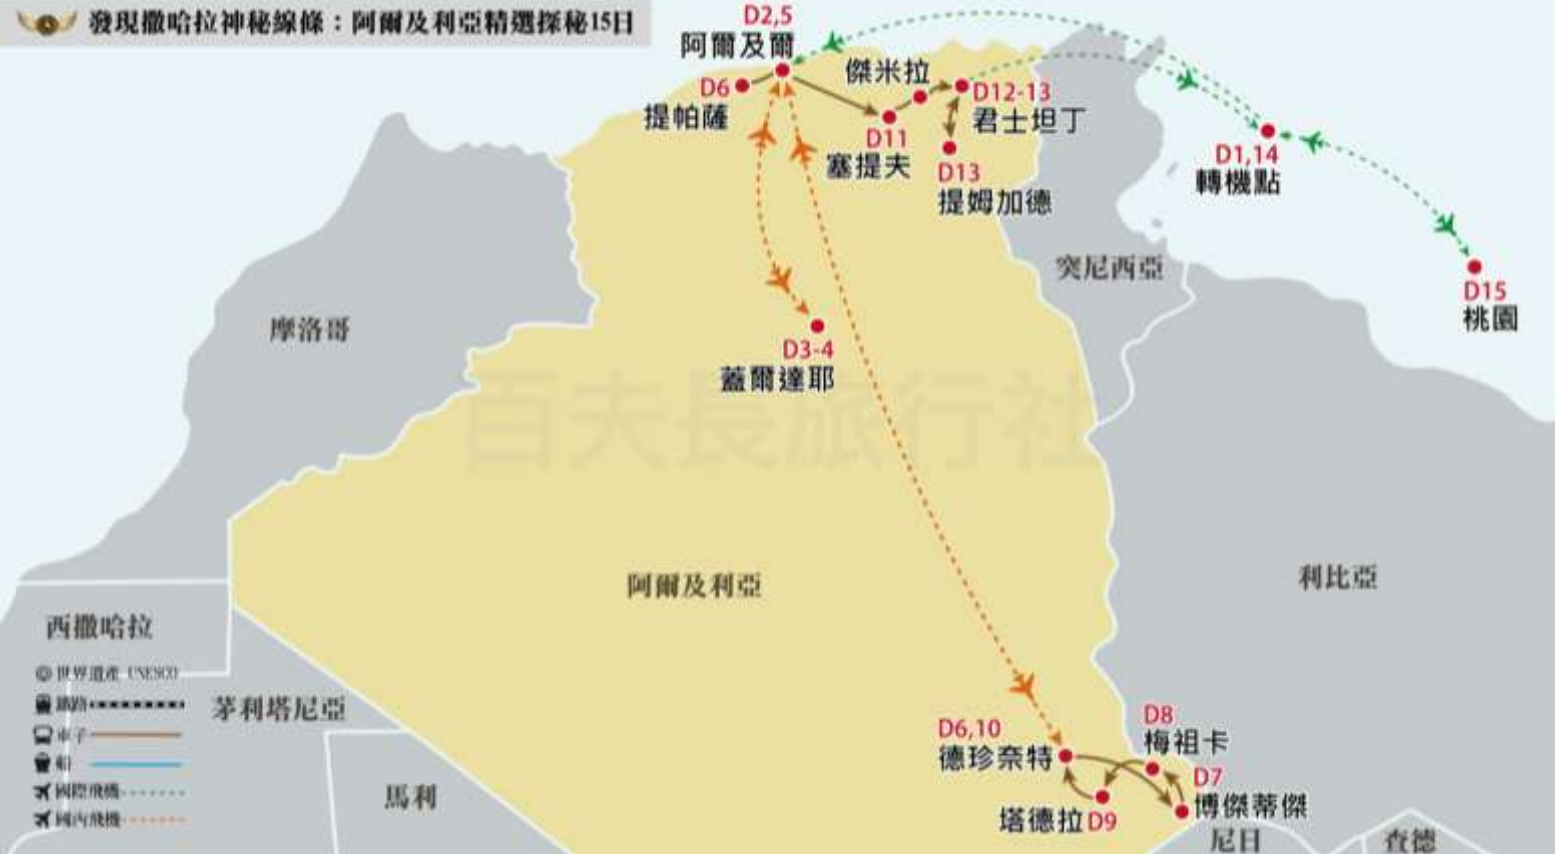 發現撒哈拉神秘線條：阿爾及利亞精選探秘15日
D2,5
阿爾及爾
D6
提帕薩
傑米拉
D11
塞提夫
D12-13
君士坦丁
D13
提姆加德
D1,14
轉機點
D15
桃園
突尼西亞
摩洛哥
D3-4
蓋爾達耶
百夫長旅行社
阿爾及利亞
利比亞
西撒哈拉
世界遺產 UNESCO
鐵路
車子
船
國際飛機
國內飛機
茅利塔尼亞
馬利
D6,10
德珍奈特
D8
梅祖卡
D7
博傑蒂傑
塔德拉D9
尼日
查德